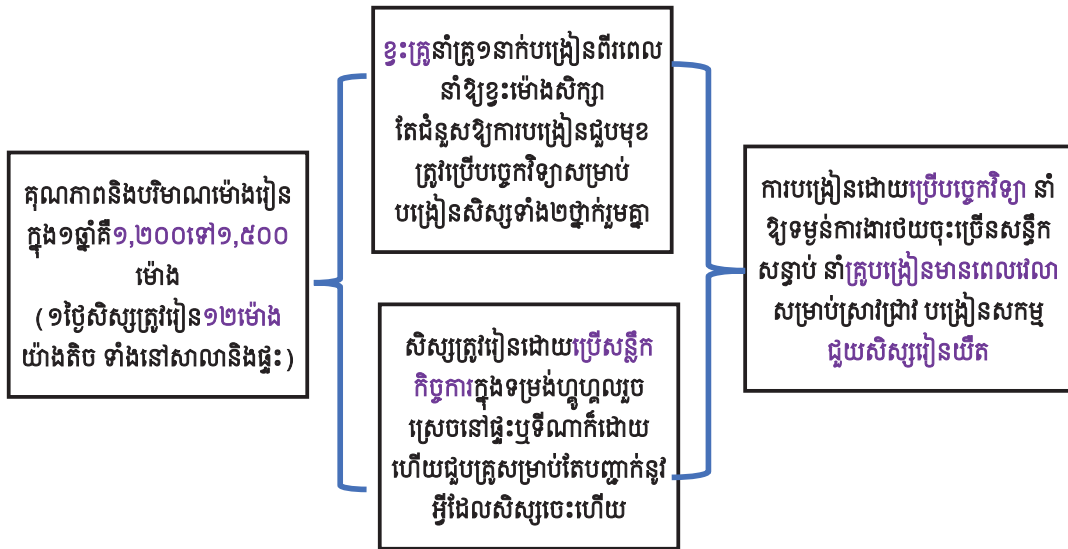 គុណភាពនិងបរិមាណម៉ោងរៀន
ក្នុង១ឆ្នាំគឺ១,២០០ទៅ១,៥០០
ម៉ោង
(១ថ្ងៃសិស្សត្រូវរៀន១២ម៉ោង
យ៉ាងតិច ទាំងនៅសាលានិងផ្ទះ)
ខ្វះគ្រូនាំគ្រូ១នាក់បង្រៀនពីរពេល
នាំឱ្យខ្វះម៉ោងសិក្សា
តែជំនួសឱ្យការបង្រៀនជួបមុខ
ត្រូវប្រើបច្ចេកវិទ្យាសម្រាប់
បង្រៀនសិស្សទាំង២ថ្នាក់រួមគ្នា
សិស្សត្រូវរៀនដោយប្រើសន្លឹក
កិច្ចការក្នុងទម្រង់ហ្គូហ្គលរួច
ស្រេចនៅផ្ទះឬទីណាក៏ដោយ
ហើយជួបគ្រូសម្រាប់តែបញ្ជាក់នូវ
អ្វីដែលសិស្សចេះហើយ
ការបង្រៀនដោយប្រើបច្ចេកវិទ្យា នាំ
ឱ្យទម្ងន់ការងារថយចុះច្រើនសន្ធឹក
សន្ធាប់ នាំគ្រូបង្រៀនមានពេលវេលា
សម្រាប់ស្រាវជ្រាវ បង្រៀនសកម្ម
ជួយសិស្សរៀនយឺត